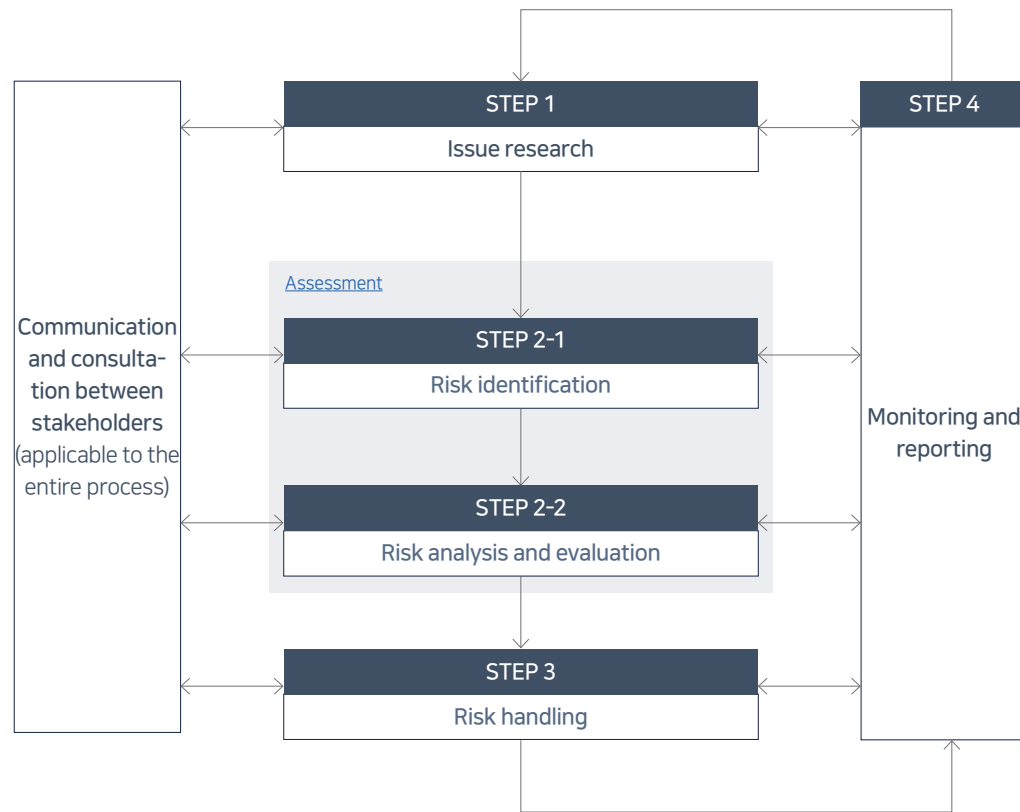 STEP 1
Issue research
STEP 4
Assessment
Communication
and consulta-
tion between
stakeholders
(applicable to the
entire process)
STEP 2-1
Risk identification
Monitoring and
reporting
STEP 2-2
Risk analysis and evaluation
STEP 3
Risk handling